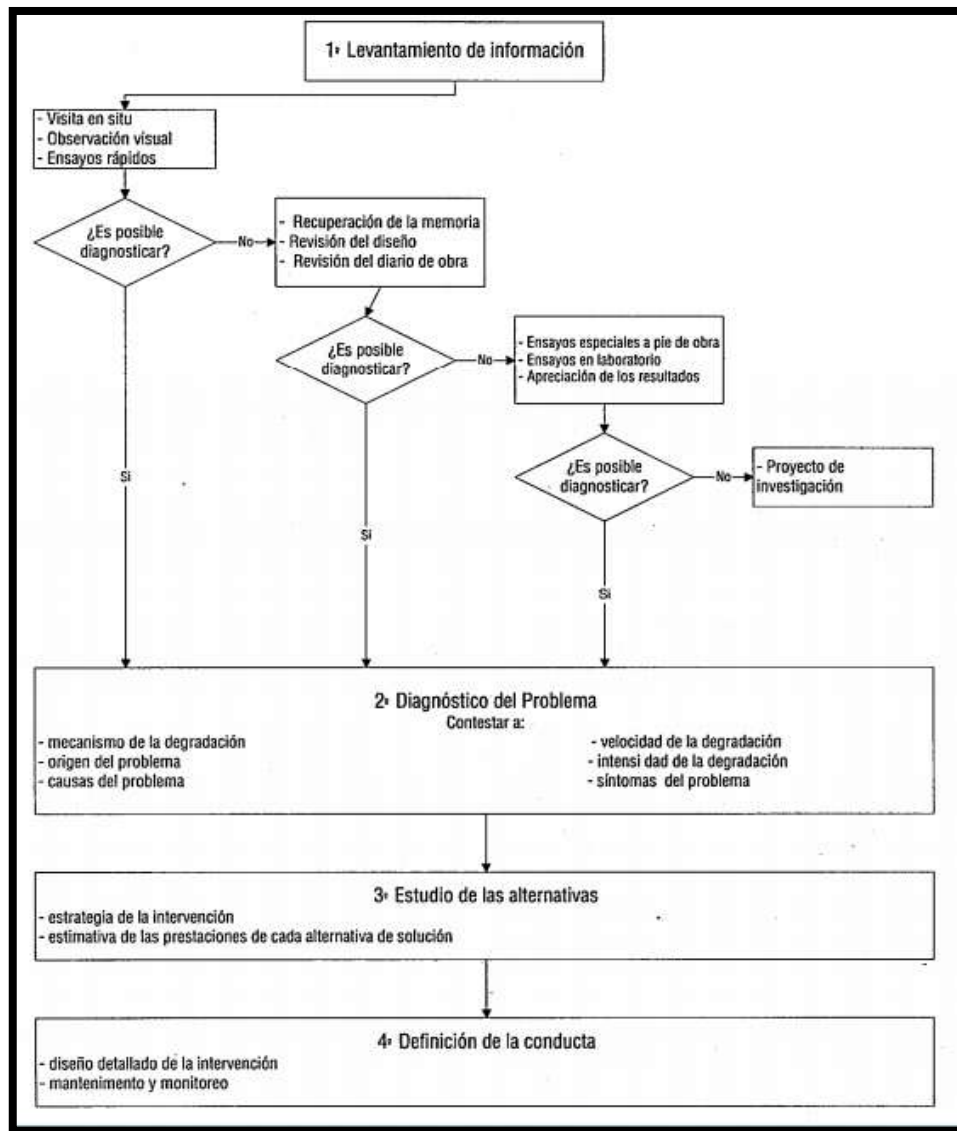 1• Levantamiento de información
- Visita en situ
- Observación visual
- Ensayos rápidos
¿Es posible
diagnosticar?
No
- Recuperación de la memoria
- Revisión del diseño
- Revisión del diario de obra
¿Es posible
diagnosticar?
No
- Ensayos especiales a pie de obra
- Ensayos en laboratorio
- Apreciación de los resultados
¿Es posible
diagnosticar?
No
- Proyecto de
investigación
Si
Si
Si
2• Diagnóstico del Problema
Contestar a:
- mecanismo de la degradación
- origen del problema
- causas del problema
- velocidad de la degradación
- intensi dad de la degradación
- síntomas del problema
3• Estudio de las alternativas
- estrategia de la intervención
- estimativa de las prestaciones de cada alternativa de solución
4• Definición de la conducta
- diseño detallado de la intervención
- mantenimento y monitoreo